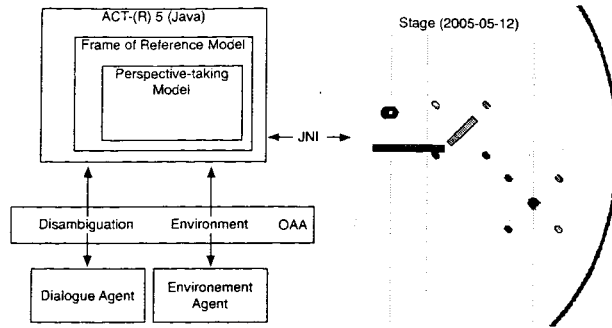 ACT-(R) 5 (Java)
Frame of Reference Model
Perspective-taking
Model
JNI
Stage (2005-05-12)
Disambiguation Environment OAA
Dialogue Agent
Environement
Agent